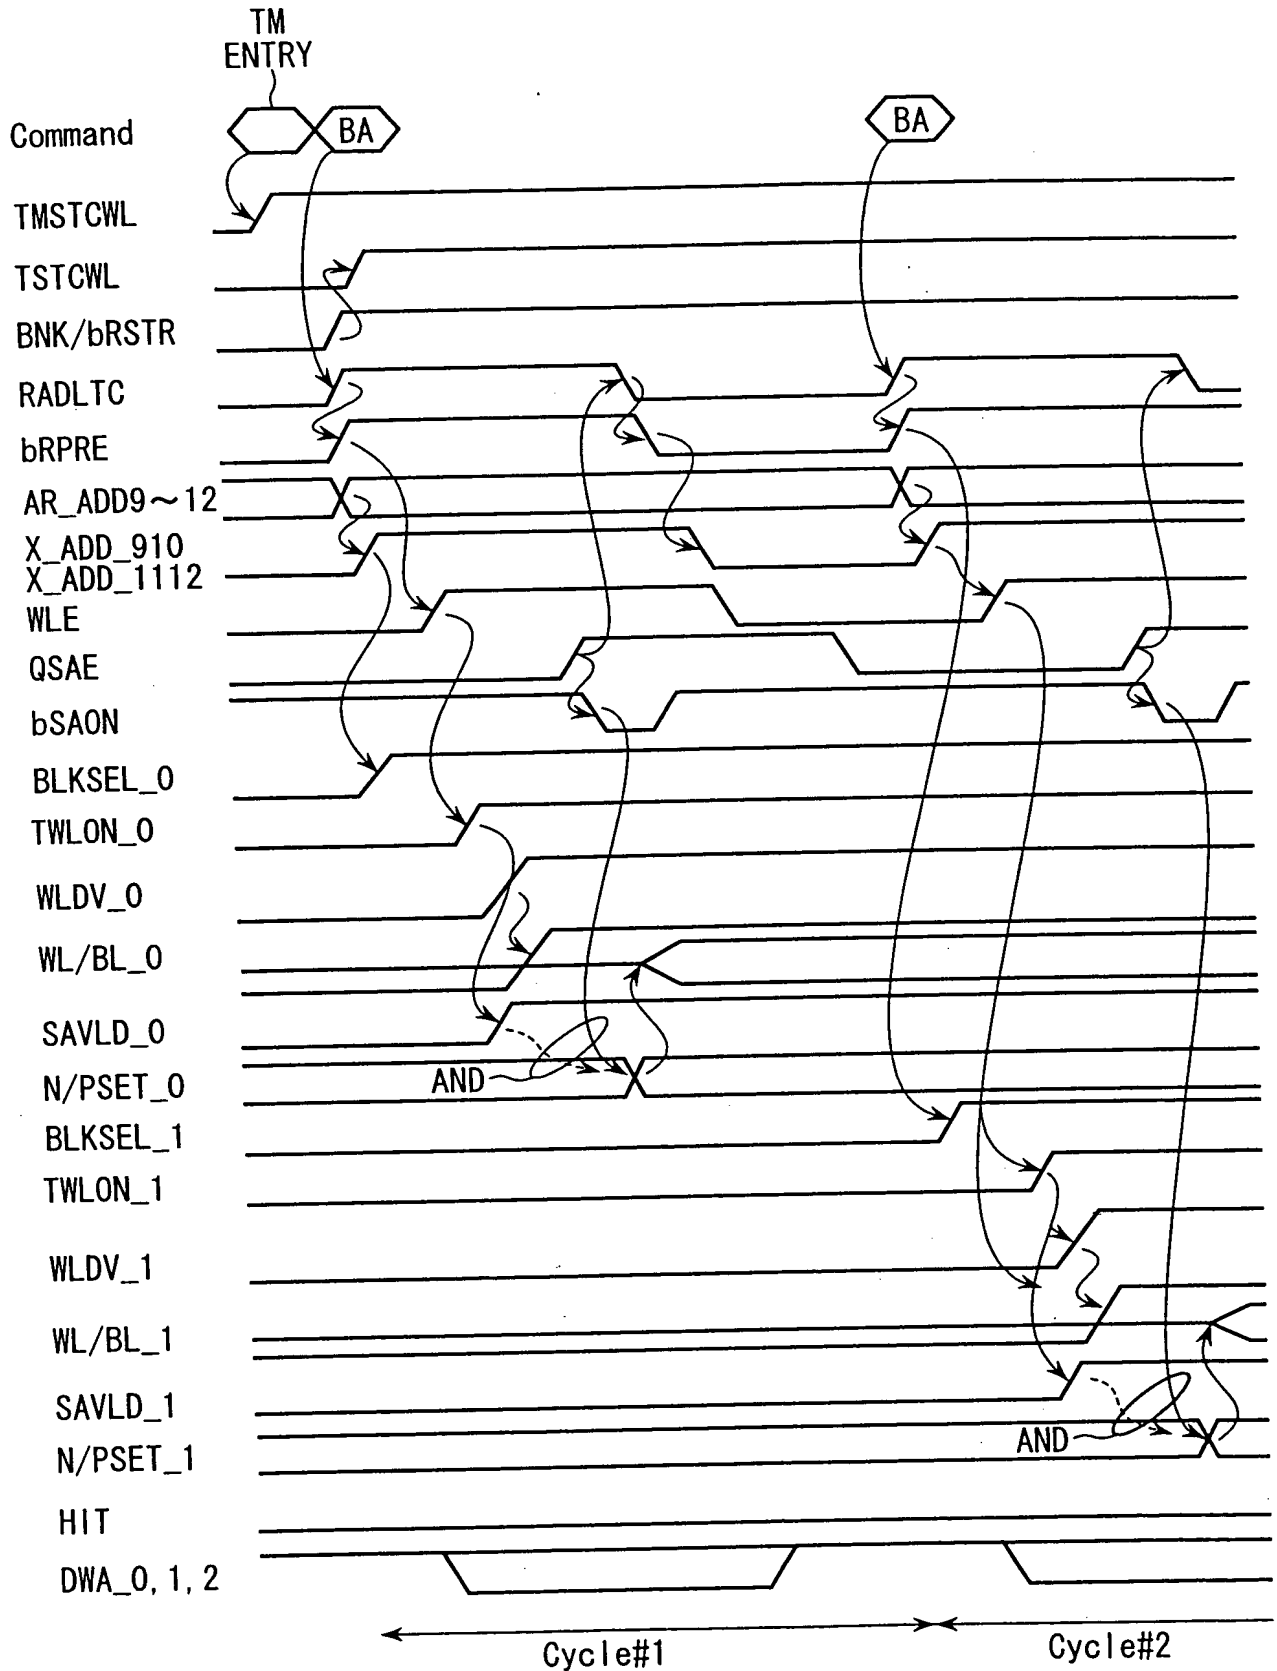 TM
ENTRY
Command
BA
BA
TMSTCWL
TSTCWL
BNK/bRSTR
RADLTC
bRPRE
AR_ADD9～12
X_ADD_910
X_ADD_1112
WLE
QSAE
bSAON
BLKSEL_0
TWLON_0
WLDV_0
WL/BL_0
SAVLD_0
AND
N/PSET_0
BLKSEL_1
TWLON_1
WLDV_1
WL/BL_1
SAVLD_1
AND
N/PSET_1
HIT
DWA_0, 1, 2
Cycle#1
Cycle#2